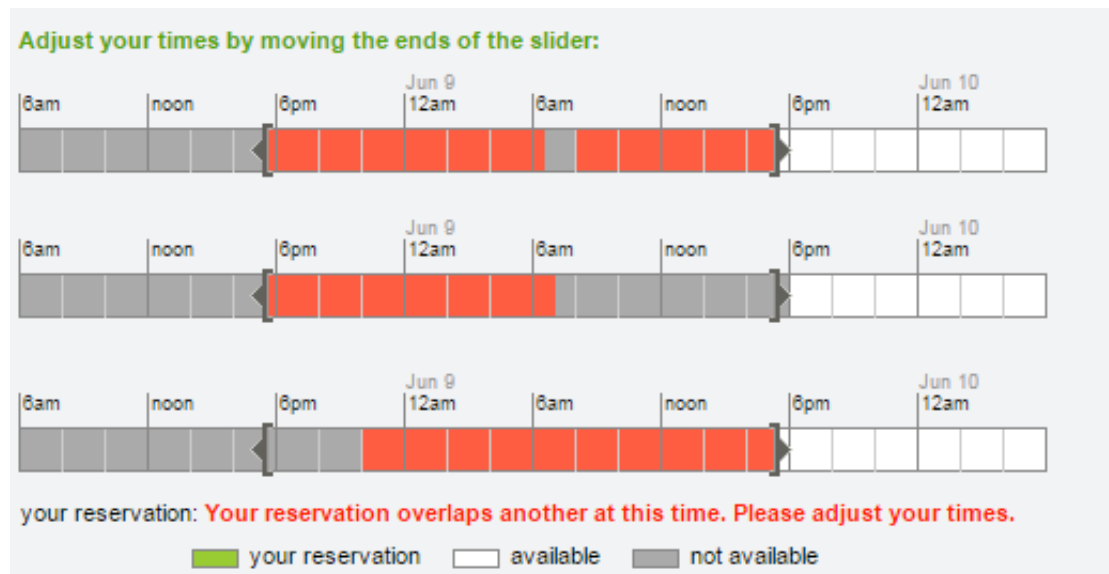 Adjust your times by moving the ends of the slider:
Jun 9 Jun 10
6am noon 6pm 12am 6am noon 6pm 12am
Jun 9 Jun 10
6am noon 6pm 12am 6am noon 6pm 12am
Jun 9 Jun 10
6am noon 6pm 12am 6am noon 6pm 12am
your reservation: Your reservation overlaps another at this time. Please adjust your times.
your reservation available not available